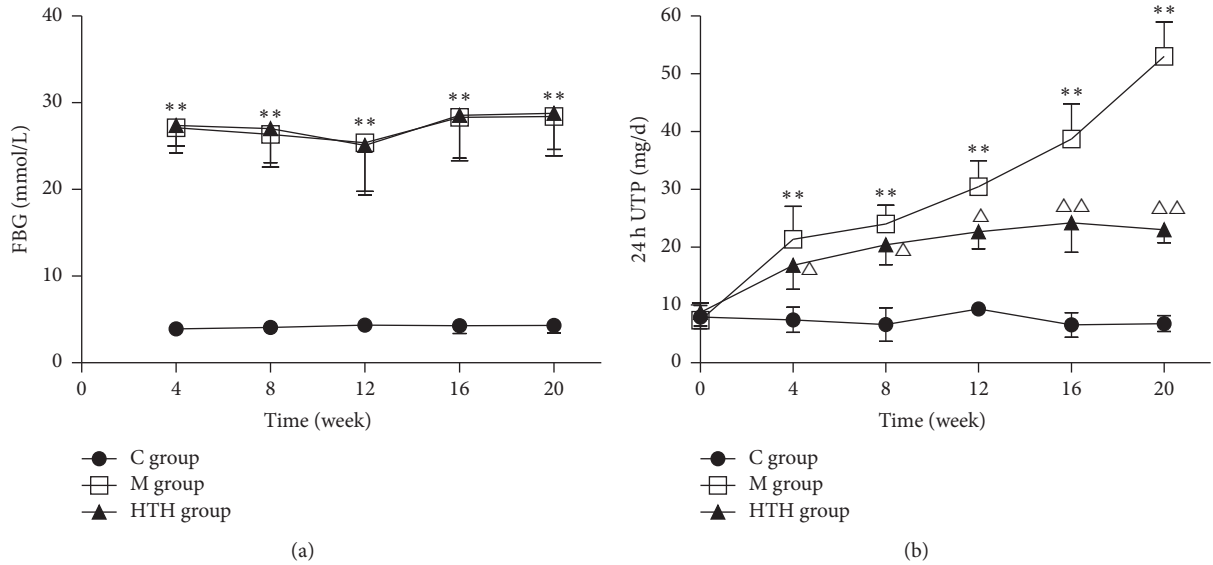 40
30
20
10
0
FBG (mmol/L)
** ** ** ** **
0 4 8 12 16 20
Time (week)
C group
M group
HTH group
(a)
60
50
40
30
20
10
0
24 h UTP (mg/d)
**
**
**
** **
△ △ △ △△ △△
0 4 8 12 16 20
Time (week)
C group
M group
HTH group
(b)